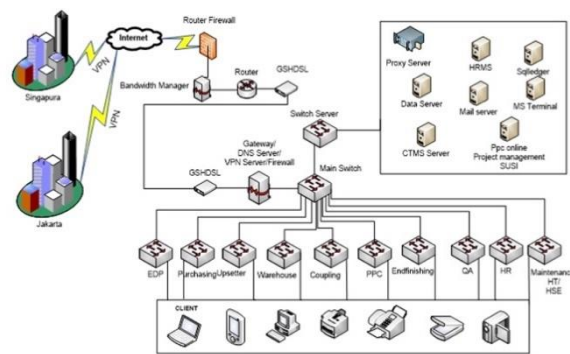 Router Firewall
Internet
VPN
Singapura
VPN
Jakarta
Bandwidth Manager
Router
GSHDSL
Proxy Server
HRMS
Sqlledger
Data Server
Mail server
MS Terminal
CTMS Server
Ppc online
Project management
SUSI
Switch Server
Gateway/
DNS Server/
VPN Server/Firewall
Main Switch
GSHDSL
EDP
Purchasing
Upsetter
Warehouse
Coupling
PPC
Endfinishing
QA
HR
Maintenanc
HT/
HSE
CLIENT